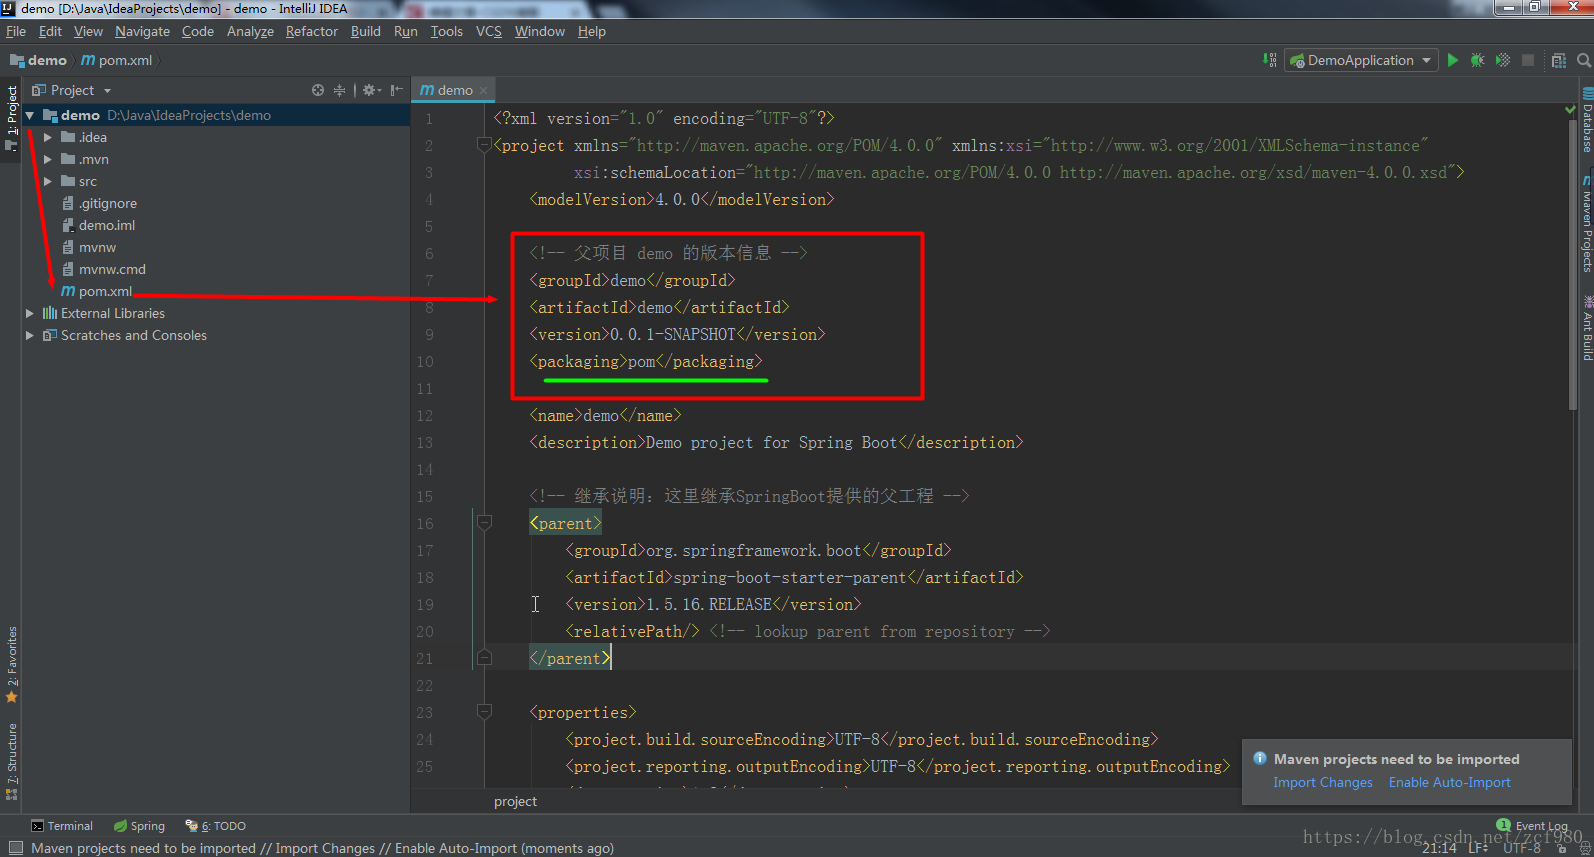 demo [D:\Java\IdeaProjects\demo] - demo - IntelliJ IDEA
File Edit View Navigate Code Analyze Refactor Build Run Tools VCS Window Help
demo pom.xml DemoApplication
Project demo
1: Project
demo D:\Java\IdeaProjects\demo
.idea
.mvn
src
.gitignore
demo.iml
mvnw
mvnw.cmd
pom.xml
External Libraries
Scratches and Consoles
2: Favorites
7: Structure
1 <?xml version="1.0" encoding="UTF-8"?>
2 <project xmlns="http://maven.apache.org/POM/4.0.0" xmlns:xsi="http://www.w3.org/2001/XMLSchema-instance"
3 xsi:schemaLocation="http://maven.apache.org/POM/4.0.0 http://maven.apache.org/xsd/maven-4.0.0.xsd">
4 <modelVersion>4.0.0</modelVersion>
5
6 <!-- 父项目 demo 的版本信息 -->
7 <groupId>demo</groupId>
8 <artifactId>demo</artifactId>
9 <version>0.0.1-SNAPSHOT</version>
10 <packaging>pom</packaging>
11
12 <name>demo</name>
13 <description>Demo project for Spring Boot</description>
14
15 <!-- 继承说明：这里继承SpringBoot提供的父工程 -->
16 <parent>
17 <groupId>org.springframework.boot</groupId>
18 <artifactId>spring-boot-starter-parent</artifactId>
19 <version>1.5.16.RELEASE</version>
20 <relativePath/> <!-- lookup parent from repository -->
21 </parent>
22
23 <properties>
24 <project.build.sourceEncoding>UTF-8</project.build.sourceEncoding>
25 <project.reporting.outputEncoding>UTF-8</project.reporting.outputEncoding>
project
Database
Maven Projects
Ant Build
Maven projects need to be imported
Import Changes Enable Auto-Import
Terminal Spring 6: TODO 1 Event Log
https://blog.csdn.net/zcf980
Maven projects need to be imported // Import Changes // Enable Auto-Import (moments ago) 21:14 LF UTF-8